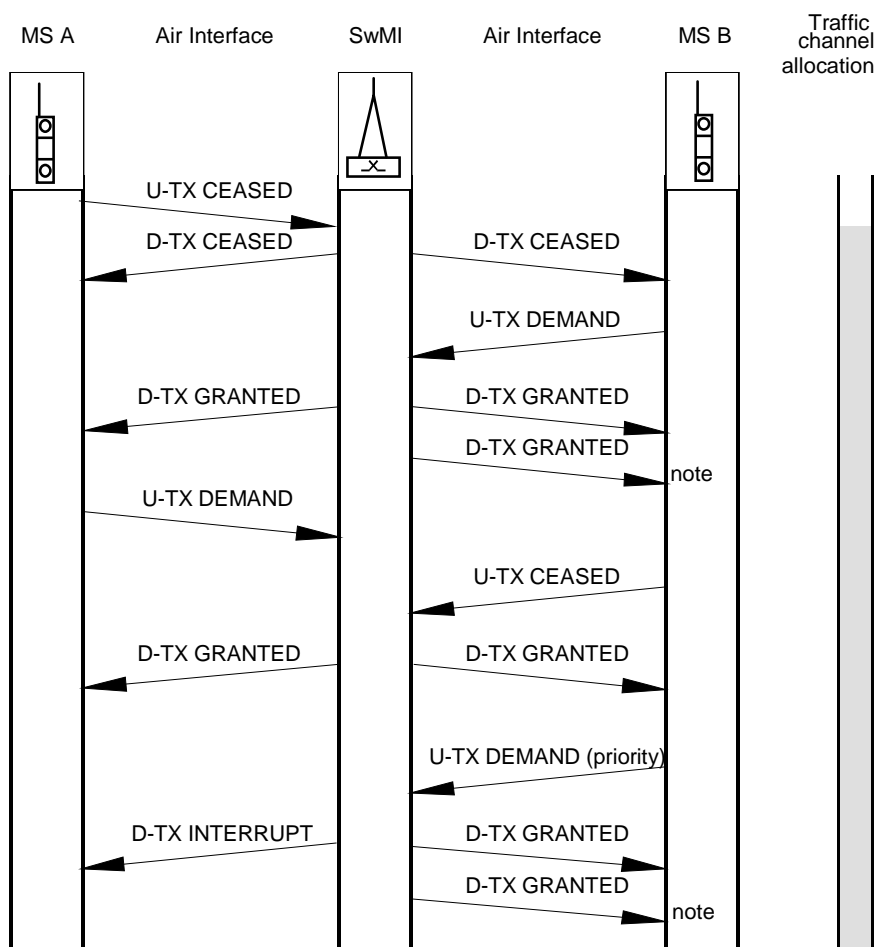 MS A Air Interface SwMI Air Interface MS B Traffic
channel
allocation
U-TX CEASED
D-TX CEASED D-TX CEASED
U-TX DEMAND
D-TX GRANTED D-TX GRANTED
D-TX GRANTED
note
U-TX DEMAND
U-TX CEASED
D-TX GRANTED D-TX GRANTED
U-TX DEMAND (priority)
D-TX INTERRUPT D-TX GRANTED
D-TX GRANTED
note